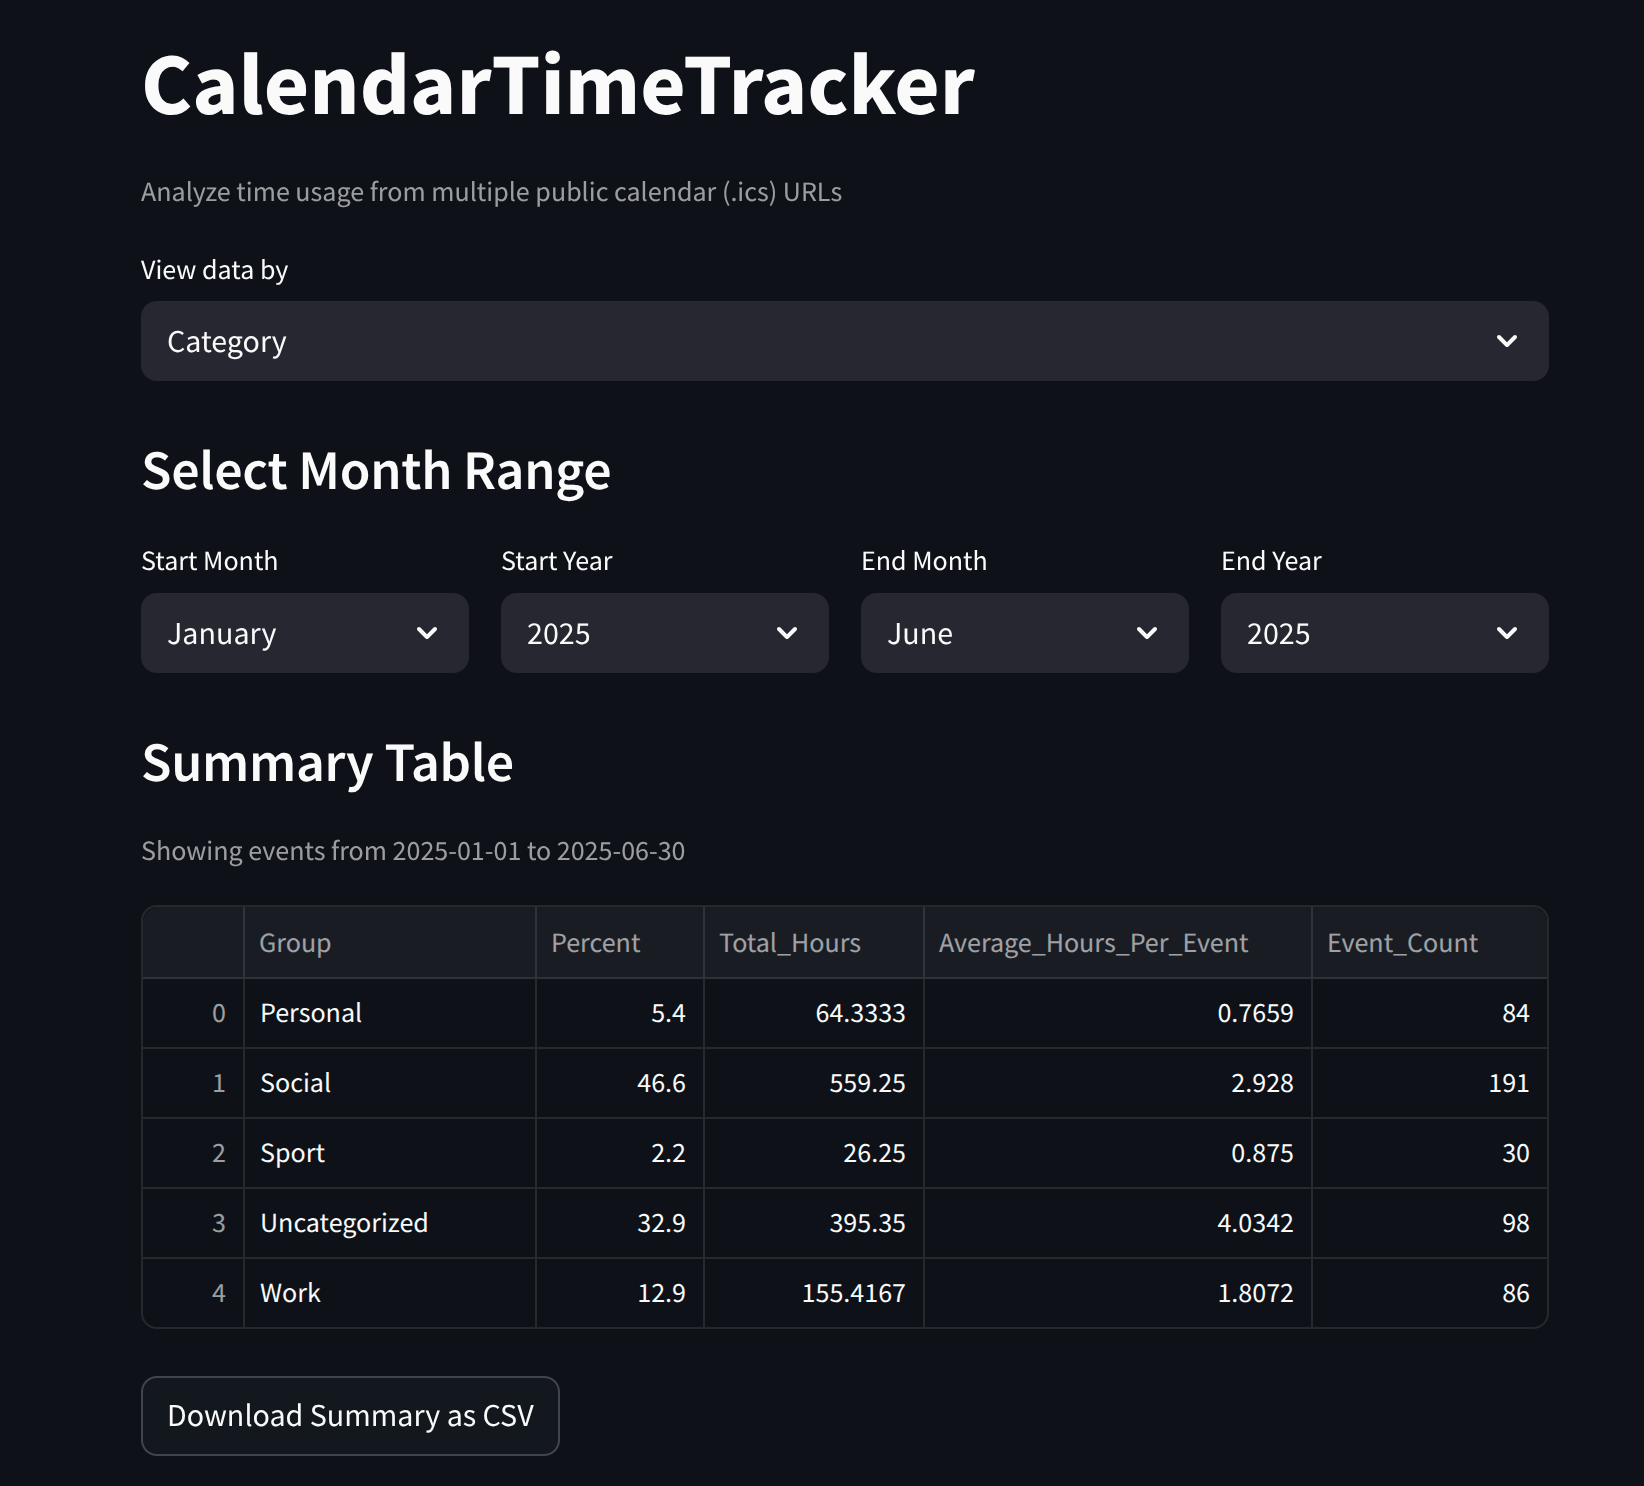 CalendarTimeTracker
Analyze time usage from multiple public calendar (.ics) URLs
View data by
Category
Select Month Range
Start Month Start Year End Month End Year
January 2025 June 2025
Summary Table
Showing events from 2025-01-01 to 2025-06-30
Group Percent Total_Hours Average_Hours_Per_Event Event_Count
0 Personal 5.4 64.3333 0.7659 84
1 Social 46.6 559.25 2.928 191
2 Sport 2.2 26.25 0.875 30
3 Uncategorized 32.9 395.35 4.0342 98
4 Work 12.9 155.4167 1.8072 86
Download Summary as CSV